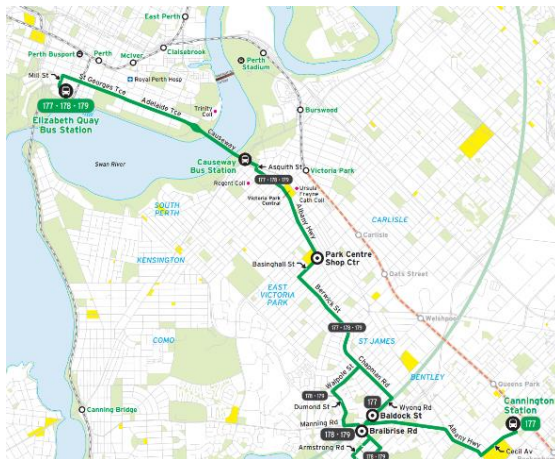 East Perth
Claisebrook
Perth Busport
Perth
McIver
Perth
Stadium
Mill St
St Georges Tce
Royal Perth Hosp
177 - 178 - 179
Elizabeth Quay
Bus Station
Adelaide Tce
Trinity
Coll
Burswood
Causeway
Swan River
Causeway
Bus Station
Asquith St
177 - 178 - 179
Victoria Park
Rogord Coll
Victoria Park
Central
Ursula
Frayne
Cath Coll
SOUTH
PERTH
Albany Hwy
CARLISLE
Carlisle
KENSINGTON
Basinghall St
Park Centre
Shop Ctr
Oats Street
EAST
VICTORIA
PARK
Berwick St
Welshpool
177 - 178 - 179
COMO
ST JAMES
Walpole St
Chapman Rd
BENTLEY
Queens Park
178 - 179
177
Wyong Rd
Cannington
Station
Dumond St
Baldock St
177
Canning Bridge
Manning Rd
178 - 179
Bralbrise Rd
Albany Hwy
Armstrong Rd
Cecil Av
178 - 179